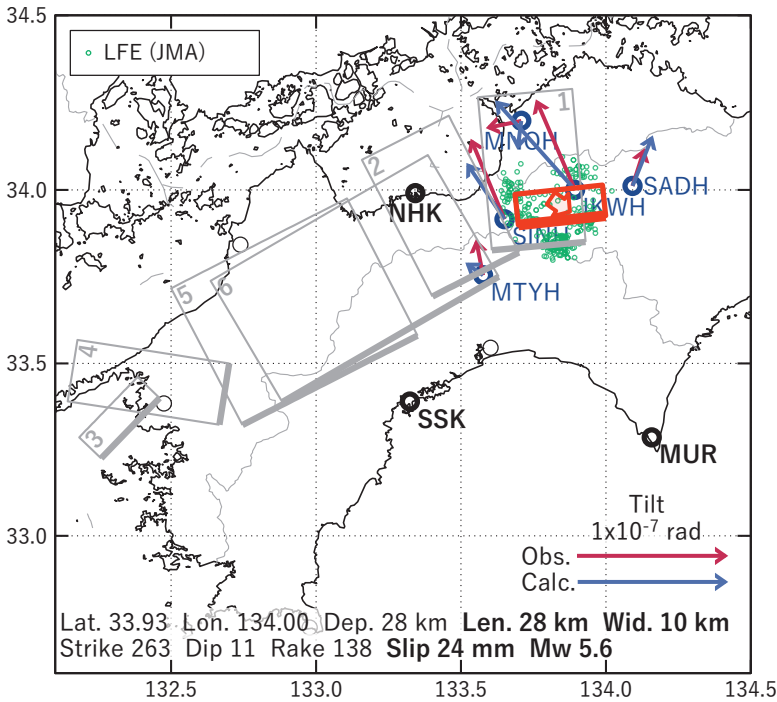 34.5
LFE (JMA)
1
MNOH
2
34.0
SADH
NHK
IKWH
SINH
5
6
MTYH
4
33.5
SSK
3
MUR
Tilt
1x10-7 rad
33.0
Obs.
Calc.
Lat. 33.93 Lon. 134.00 Dep. 28 km Len. 28 km Wid. 10 km
Strike 263 Dip 11 Rake 138 Slip 24 mm Mw 5.6
132.5 133.0 133.5 134.0 134.5